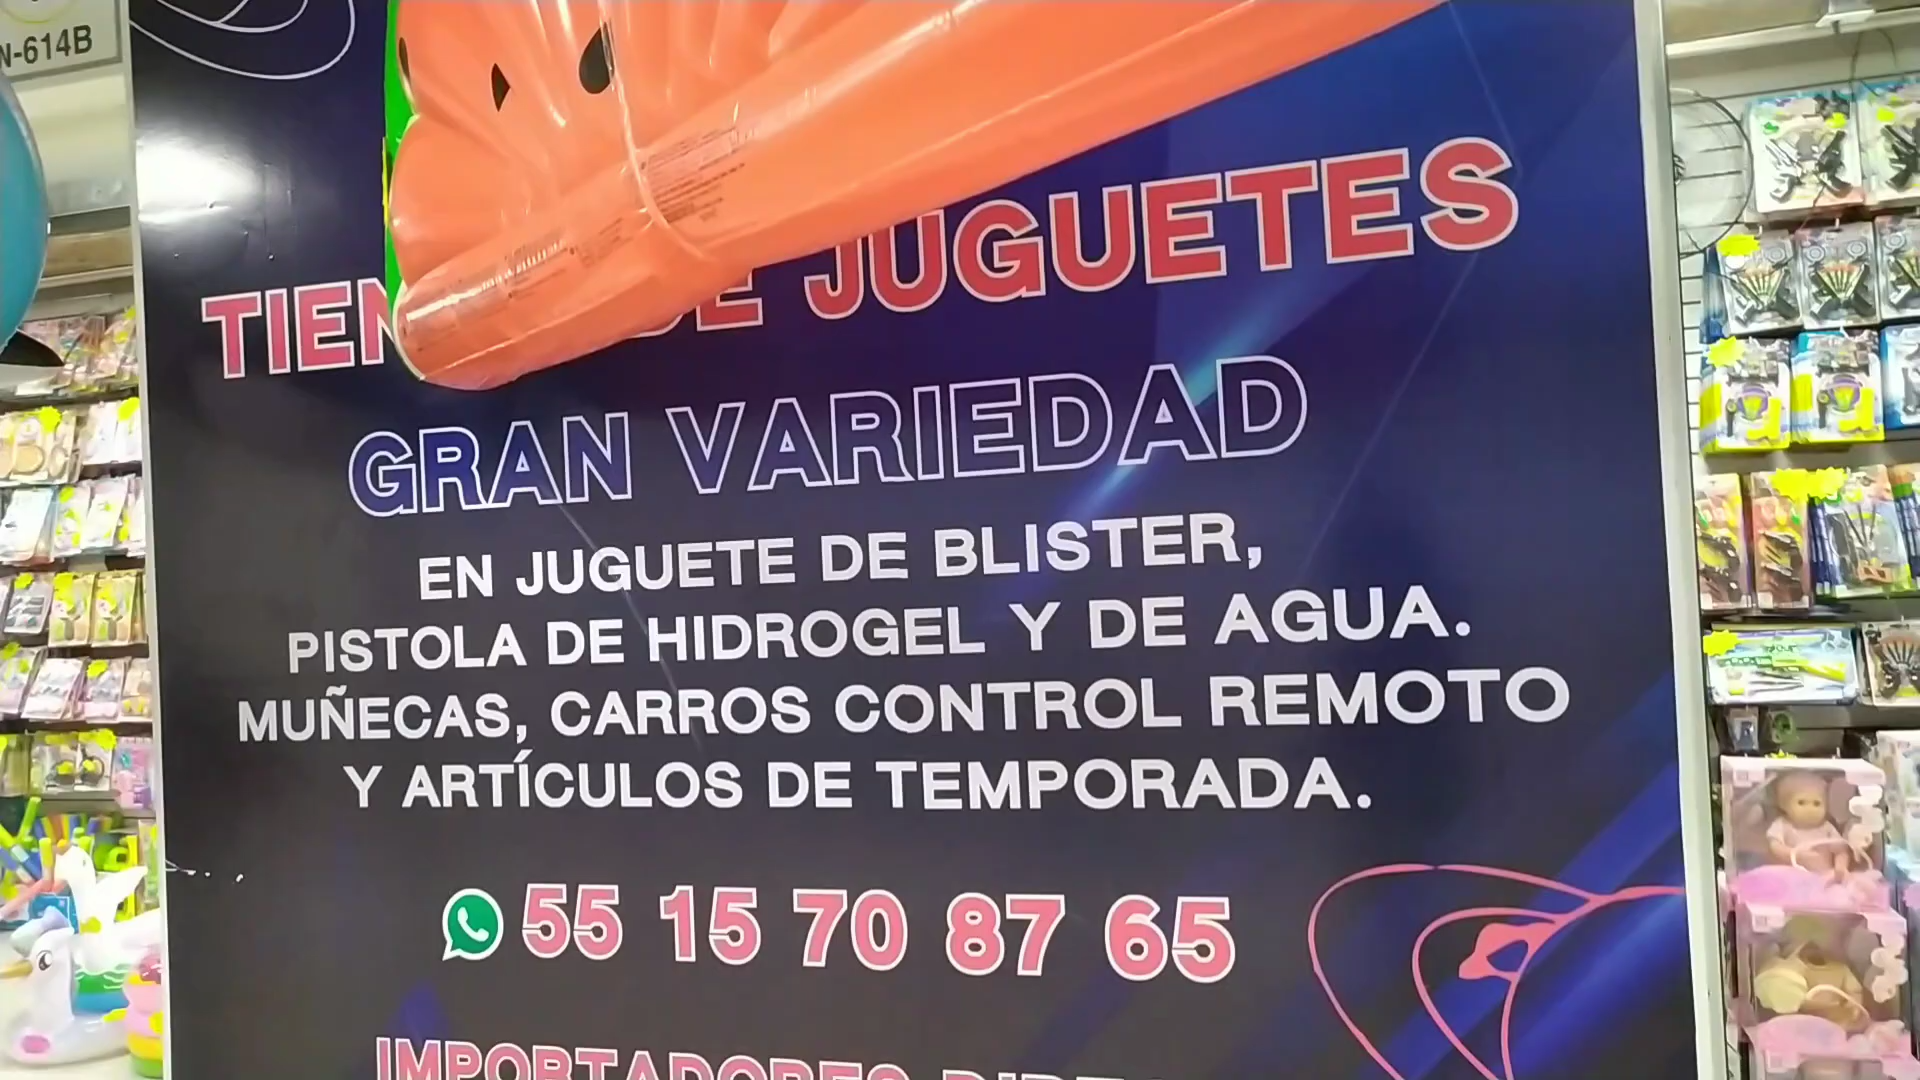 N-614B
DE JUGUETES
GRAN VARIEDAD
EN JUGUETE DE BLISTER,
PISTOLA DE HIDROGEL Y DE AGUA.
MUÑECAS, CARROS CONTROL REMOTO
Y ARTÍCULOS DE TEMPORADA.
55 15 70 87 65
IMPORTADORES